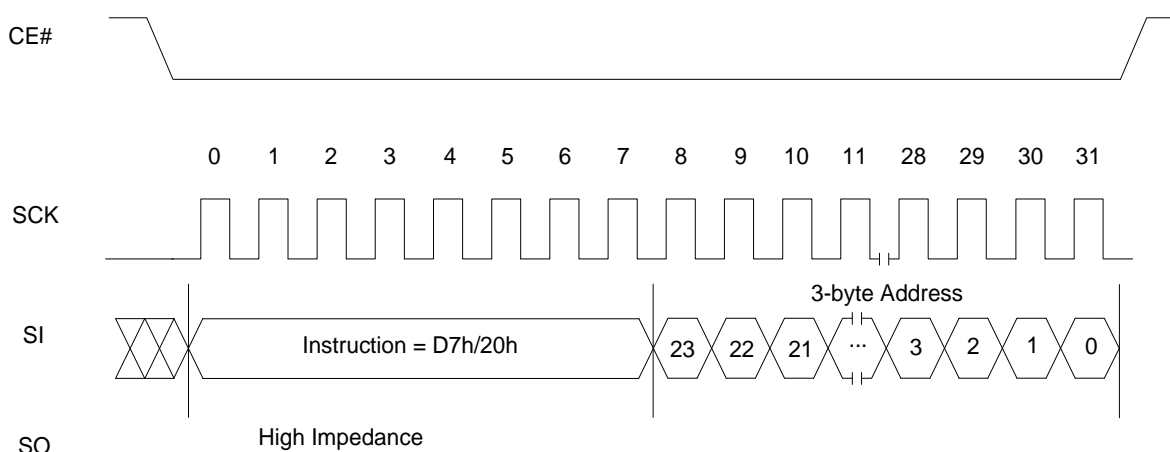 CE#
0 1 2 3 4 5 6 7 8 9 10 11 28 29 30 31
SCK
3-byte Address
SI
Instruction = D7h/20h
23 22 21 ... 3 2 1 0
High Impedance
SO